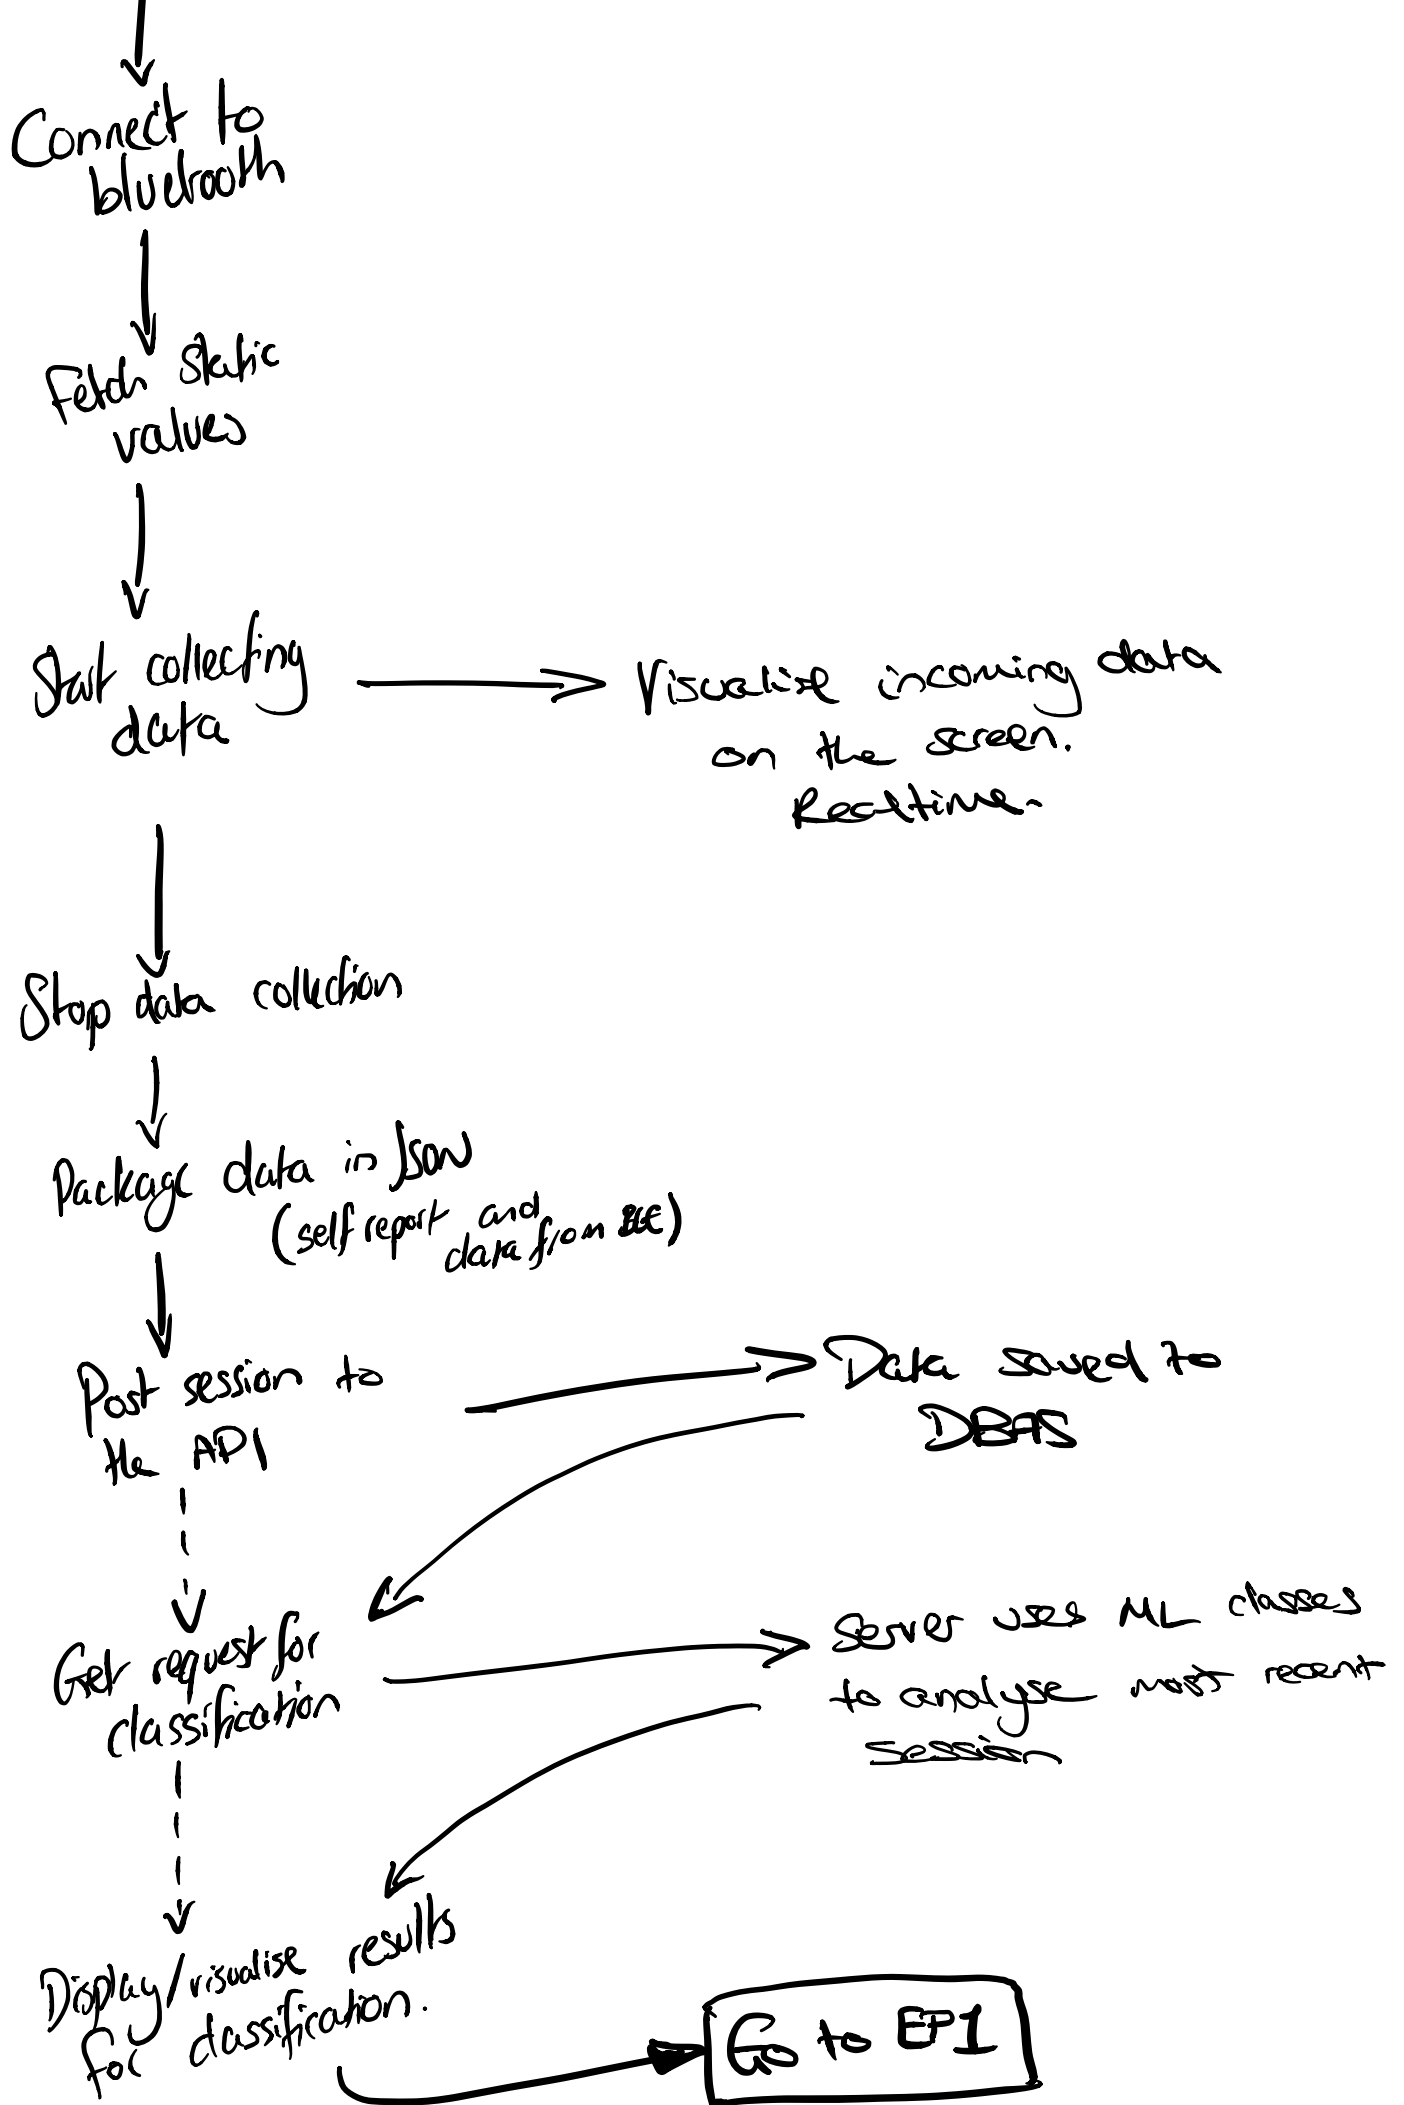 Connect to
bluetooth
Fetch static
values
Start collecting
data
Visualise incoming data
on the screen.
Realtime.
Stop data collection
Package data in Json
(self report and
data from )
Post session to
the API
Data saved to
DBAS
Get request for
classification
Server uses ML classes
to analyse most recent
session
Display/visualise results
for classification.
Go to EP1